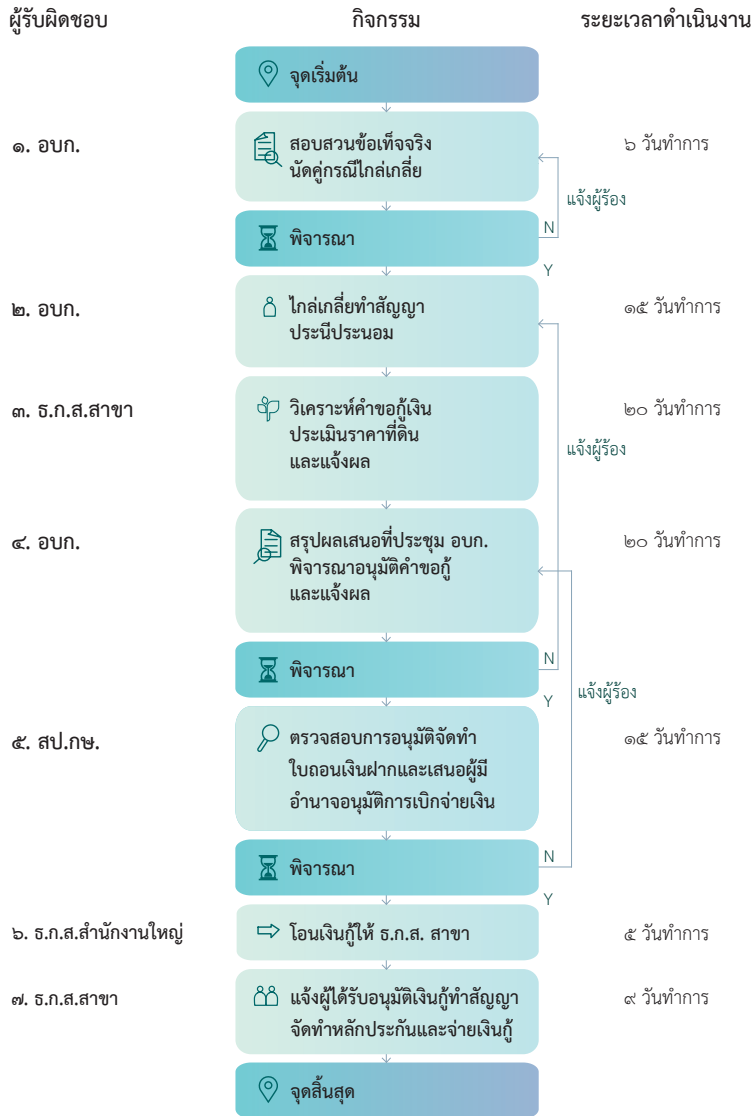 ผู้รับผิดชอบ กิจกรรม ระยะเวลาดำเนินงาน
จุดเริ่มต้น
๑. อบก. สอบสวนข้อเท็จจริง ๖ วันทำการ
นัดคู่กรณีไกล่เกลี่ย
แจ้งผู้ร้อง
N
พิจารณา
Y
๒. อบก. ไกล่เกลี่ยทำสัญญา ๑๕ วันทำการ
ประนีประนอม
๓. ธ.ก.ส.สาขา วิเคราะห์คำขอกู้เงิน ๒๐ วันทำการ
ประเมินราคาที่ดิน
แจ้งผู้ร้อง
และแจ้งผล
๔. อบก. สรุปผลเสนอที่ประชุม อบก. ๒๐ วันทำการ
พิจารณาอนุมัติคำขอกู้
และแจ้งผล
N
พิจารณา
แจ้งผู้ร้อง
Y
๕. สป.กษ. ตรวจสอบการอนุมัติจัดทำ ๑๕ วันทำการ
ใบถอนเงินฝากและเสนอผู้มี
อำนาจอนุมัติการเบิกจ่ายเงิน
N
พิจารณา
Y
๖. ธ.ก.ส.สำนักงานใหญ่ โอนเงินกู้ให้ ธ.ก.ส. สาขา ๕ วันทำการ
๗. ธ.ก.ส.สาขา แจ้งผู้ได้รับอนุมัติเงินกู้ทำสัญญา ๙ วันทำการ
จัดทำหลักประกันและจ่ายเงินกู้
จุดสิ้นสุด